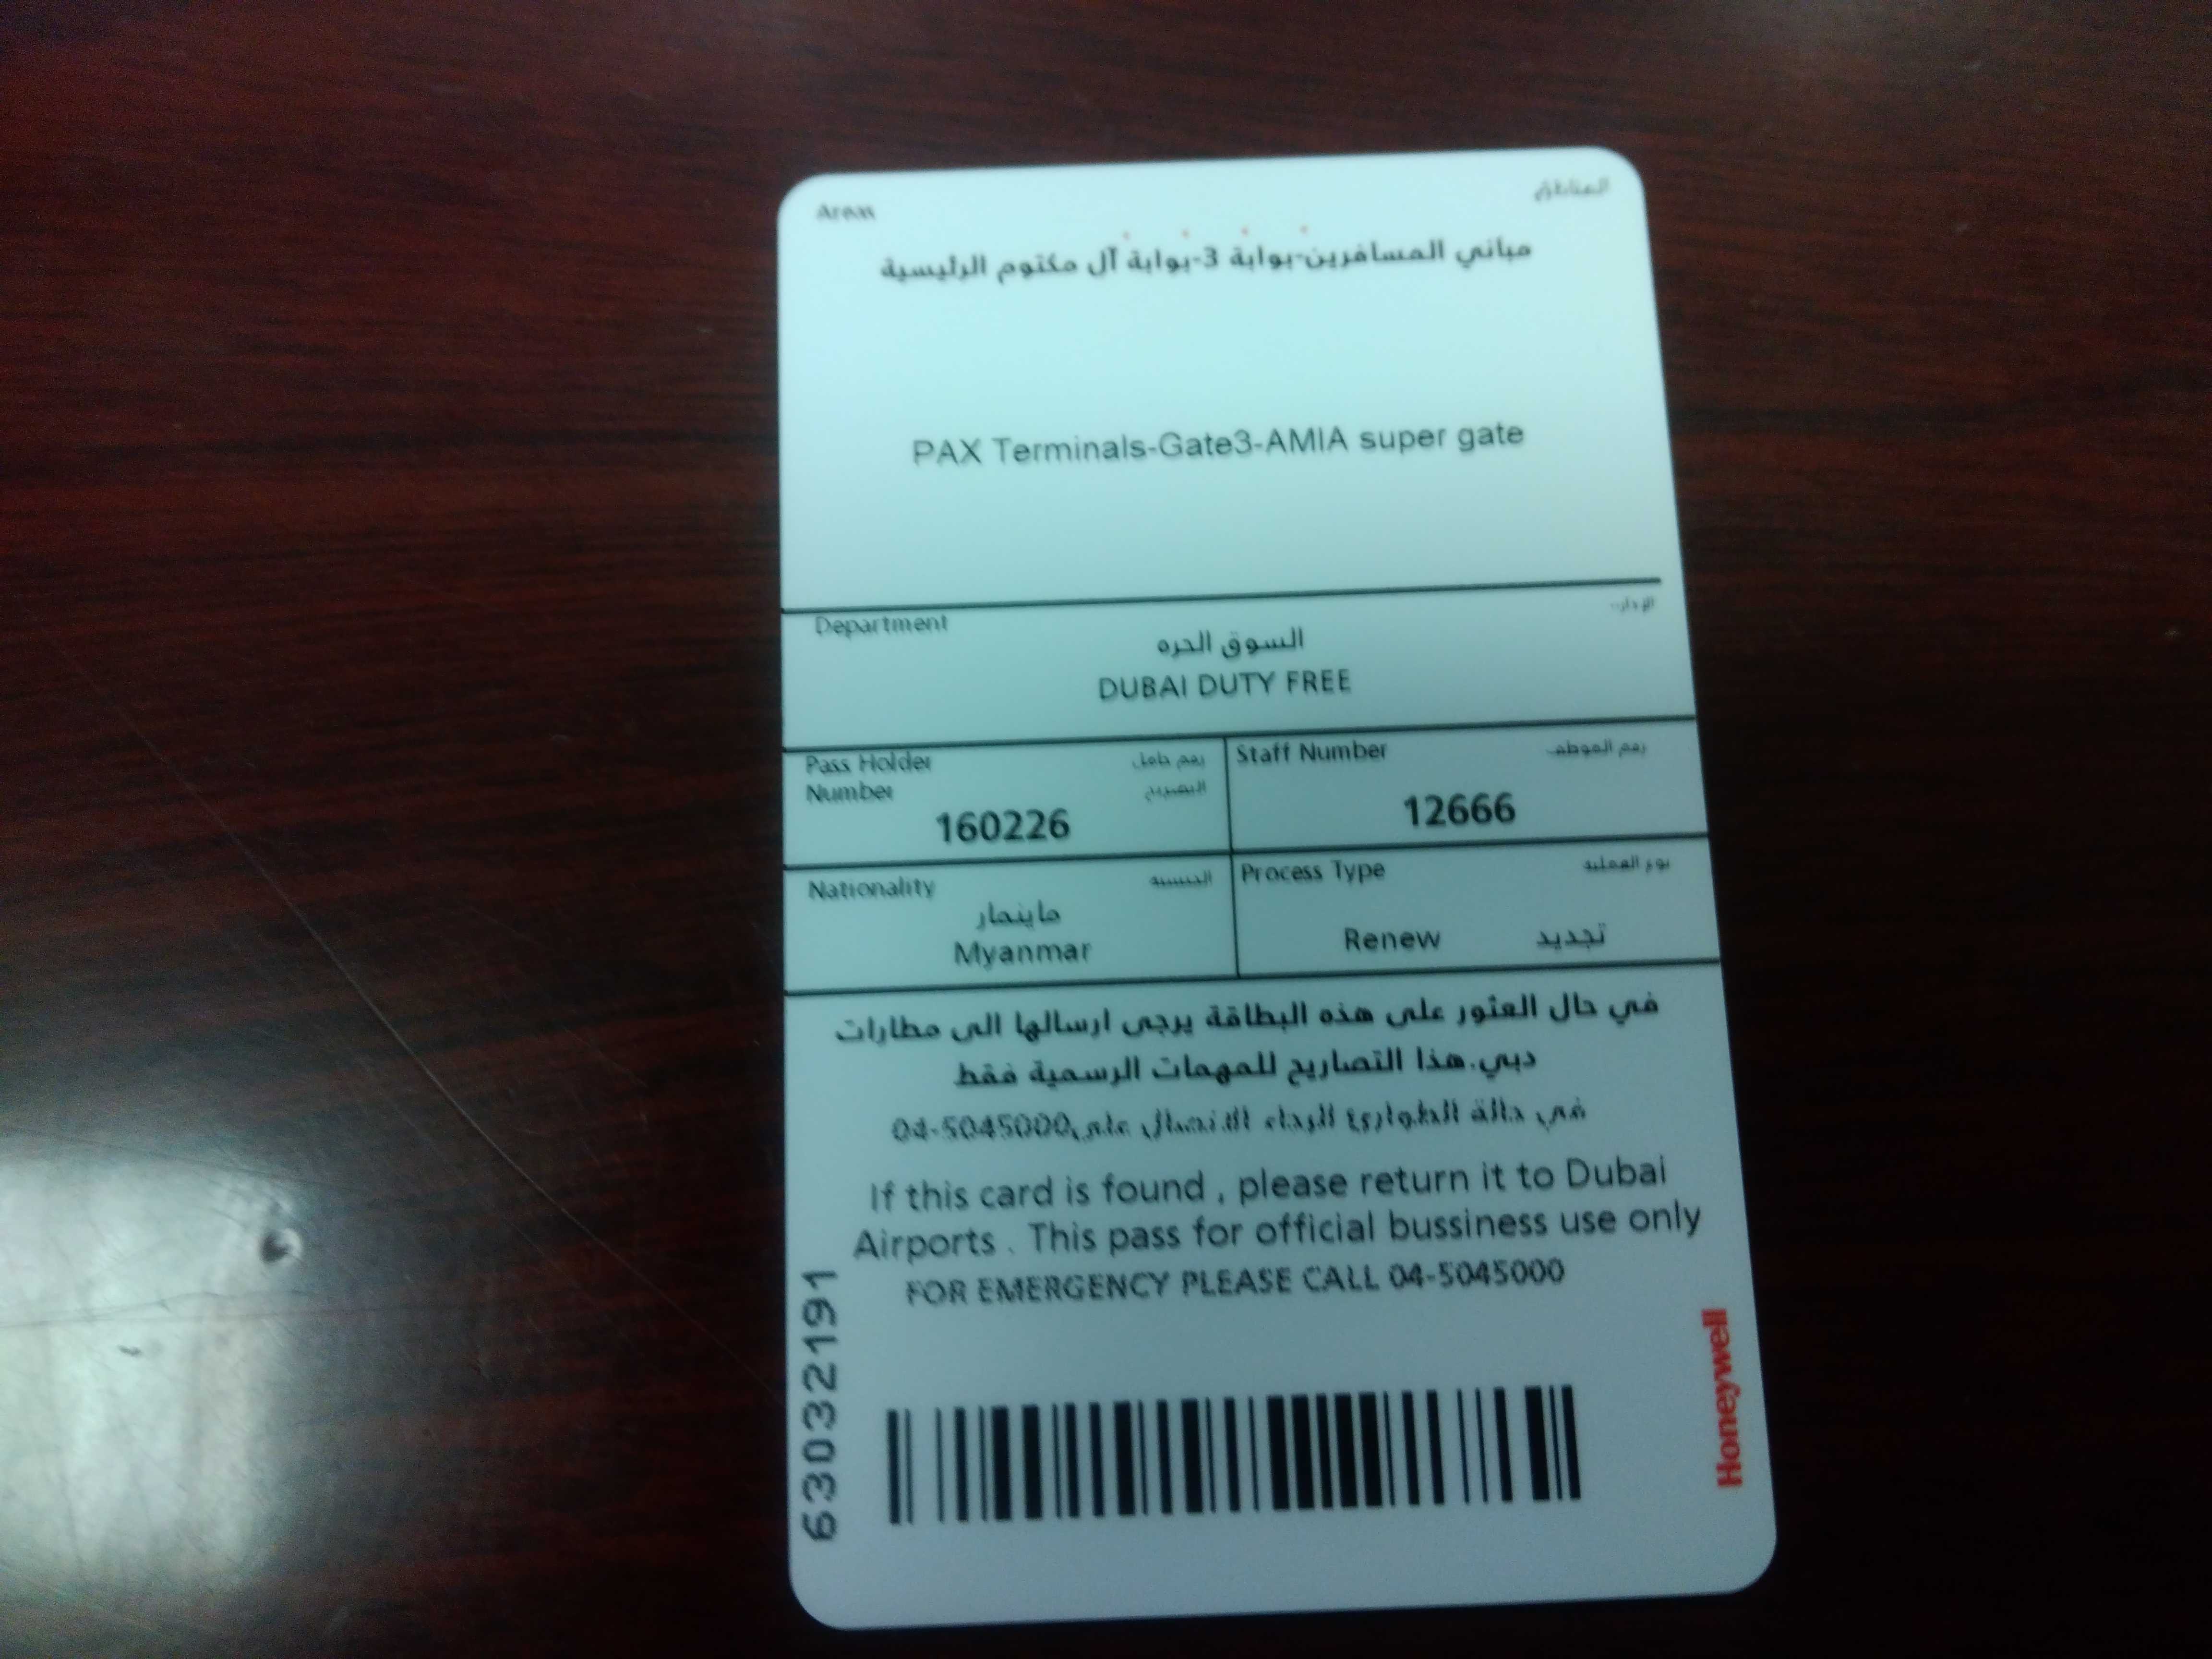 Areas المناطق
مباني المسافرين-بوابة 3-بوابة آل مكتوم الرئيسية
PAX Terminals-Gate3-AMIA super gate
Department
السوق الحره
DUBAI DUTY FREE
Pass Holder رقم حامل
Number التصريح
160226
Staff Number رقم الموظف
12666
Nationality الجنسية
ماينمار
Myanmar
Process Type نوع العملية
Renew تجديد
في حال العثور على هذه البطاقة يرجى ارسالها الى مطارات
دبي.هذا التصاريح للمهمات الرسمية فقط
في حالة الطوارئ الرجاء الاتصال على04-5045000
If this card is found , please return it to Dubai
Airports . This pass for official bussiness use only
FOR EMERGENCY PLEASE CALL 04-5045000
63032191
Honeywell